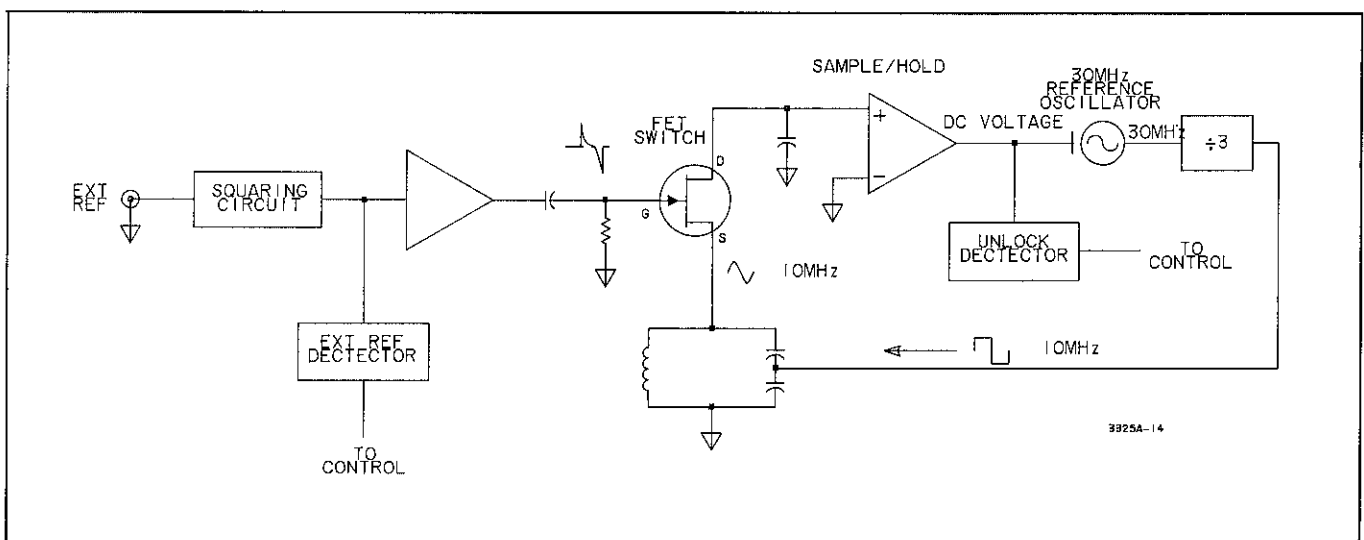 SAMPLE/HOLD
30MHz
REFERENCE
OSCILLATOR
FET
SWITCH
DC VOLTAGE
30MHz
÷3
D
+
EXT
REF
SQUARING
CIRCUIT
G
−
S
UNLOCK
DECTECTOR
TO
CONTROL
10MHz
EXT REF
DECTECTOR
10MHz
3325A-14
TO
CONTROL